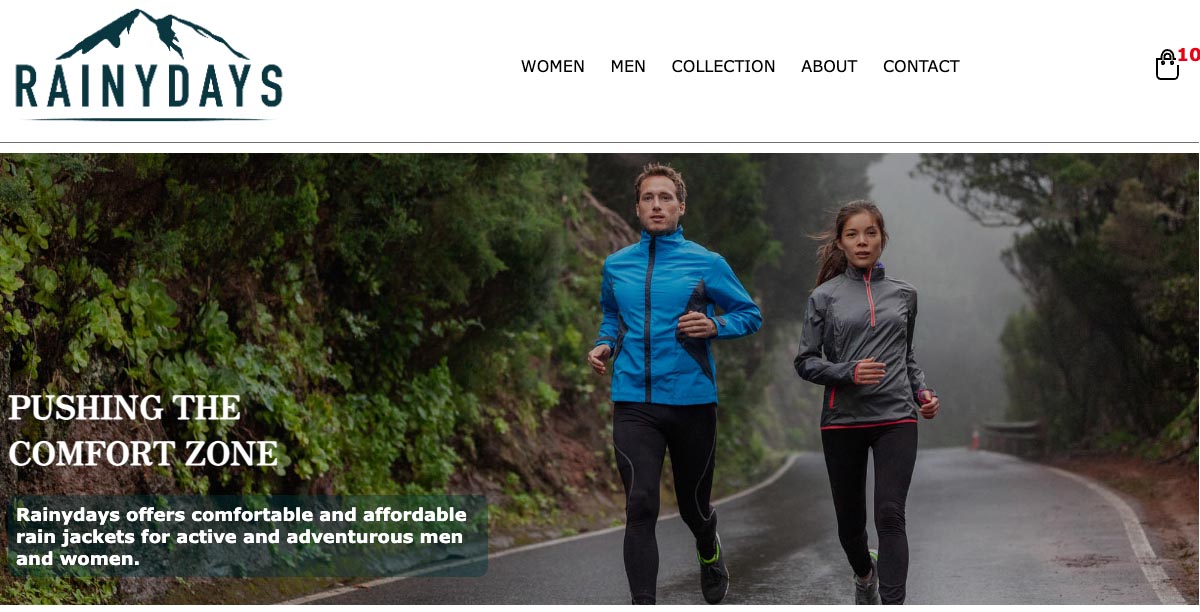 RAINYDAYS
WOMEN MEN COLLECTION ABOUT CONTACT
10
PUSHING THE
COMFORT ZONE
Rainydays offers comfortable and affordable
rain jackets for active and adventurous men
and women.